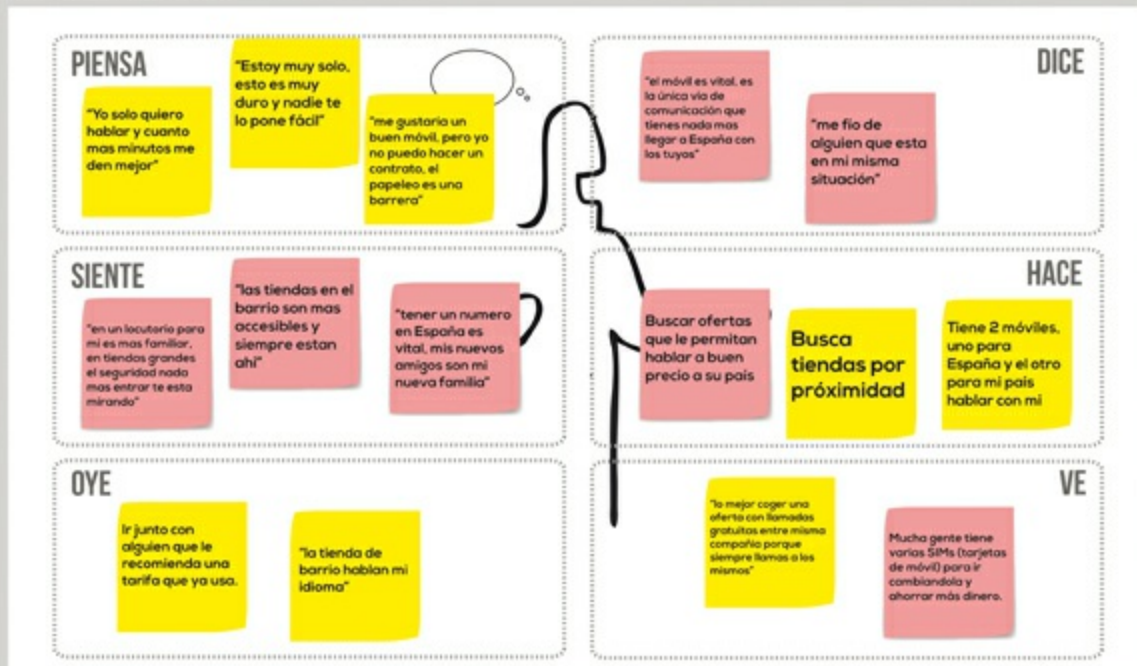 PIENSA
"Yo solo quiero
hablar y cuanto
mas minutos me
den mejor"
"Estoy muy solo,
esto es muy
duro y nadie te
lo pone fácil"
"me gustaria un
buen móvil, pero yo
no puedo hacer un
contrato, el
papeleo es una
barrera"
DICE
"el móvil es vital, es
la única via de
comunicación que
tienes nada mas
llegar a España con
los tuyos"
"me fio de
alguien que esta
en mi misma
situación"
SIENTE
"en un locutorio para
mi es mas familiar,
en tiendas grandes
el seguridad nada
mas entrar te esta
mirando"
"las tiendas en el
barrio son mas
accesibles y
siempre estan
ahi"
"tener un numero
en España es
vital, mis nuevos
amigos son mi
nueva familia"
HACE
Buscar ofertas
que le permitan
hablar a buen
precio a su pais
Busca
tiendas por
próximidad
Tiene 2 móviles,
uno para
España y el otro
para mi pais
hablar con mi
OYE
Ir junto con
alguien que le
recomienda una
tarifa que ya usa.
"la tienda de
barrio hablan mi
idioma"
VE
"lo mejor coger una
oferta con llamadas
gratuitas entre misma
compañia porque
siempre llamas a los
mismos"
Mucha gente tiene
varias SIMs (tarjetas
de móvil) para ir
cambiandola y
ahorrar más dinero.